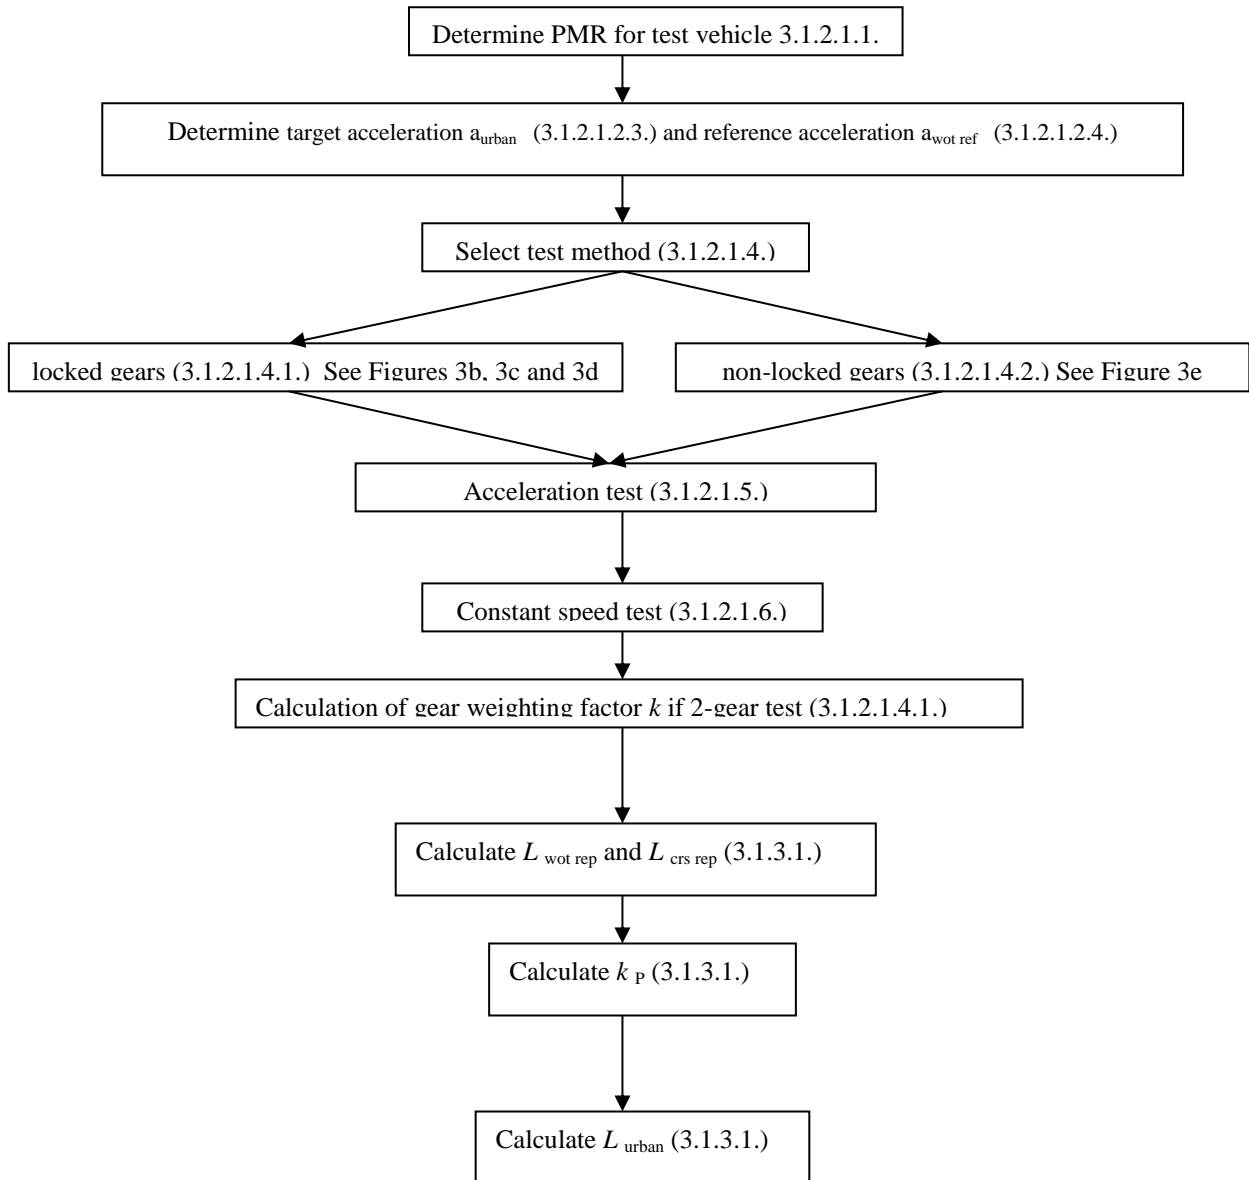 Determine PMR for test vehicle 3.1.2.1.1.
Determine target acceleration a urban (3.1.2.1.2.3.) and reference acceleration a wot ref (3.1.2.1.2.4.)
Select test method (3.1.2.1.4.)
locked gears (3.1.2.1.4.1.) See Figures 3b, 3c and 3d
non-locked gears (3.1.2.1.4.2.) See Figure 3e
Acceleration test (3.1.2.1.5.)
Constant speed test (3.1.2.1.6.)
Calculation of gear weighting factor k if 2-gear test (3.1.2.1.4.1.)
Calculate L wot rep and L crs rep (3.1.3.1.)
Calculate k P (3.1.3.1.)
Calculate L urban (3.1.3.1.)